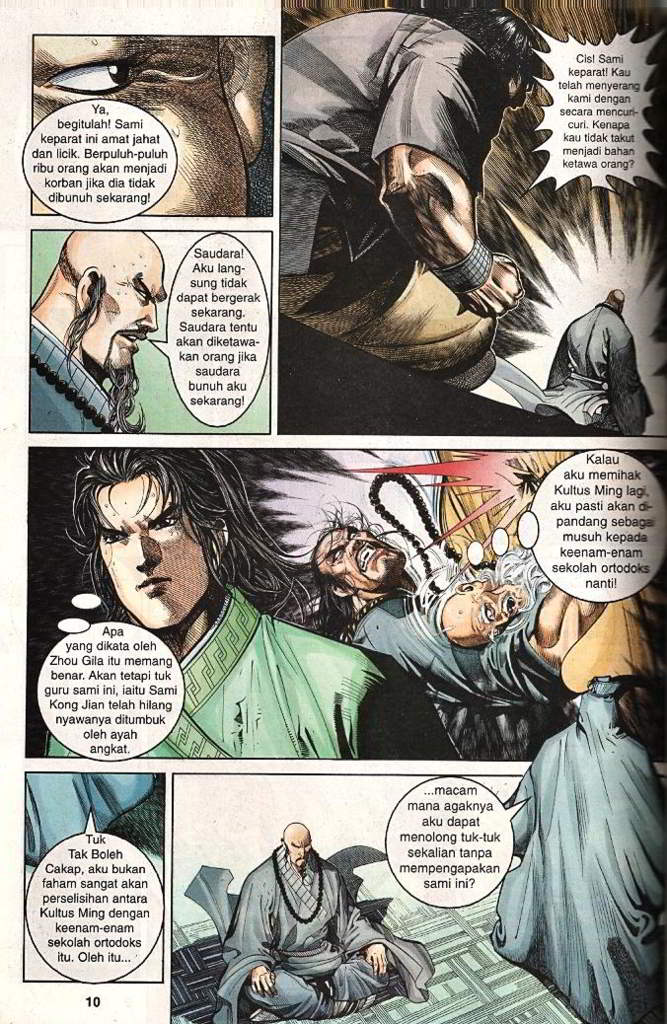 Ya,
begitulah! Sami
keparat ini amat jahat
dan licik. Berpuluh-puluh
ribu orang akan menjadi
korban jika dia tidak
dibunuh sekarang!
Cis! Sami
keparat! Kau
telah menyerang
kami dengan
secara mencuri-
curi. Kenapa
kau tidak takut
menjadi bahan
ketawa orang?
Saudara!
Aku lang-
sung tidak
dapat bergerak
sekarang.
Saudara tentu
akan diketawa-
kan orang jika
saudara
bunuh aku
sekarang!
Apa
yang dikata oleh
Zhou Gila itu memang
benar. Akan tetapi tuk
guru sami ini, iaitu Sami
Kong Jian telah hilang
nyawanya ditumbuk
oleh ayah
angkat.
Kalau
aku memihak
Kultus Ming lagi,
aku pasti akan di-
pandang sebagai
musuh kepada
keenam-enam
sekolah ortodoks
nanti!
Tuk
Tak Boleh
Cakap, aku bukan
faham sangat akan
perselisihan antara
Kultus Ming dengan
keenam-enam
sekolah ortodoks
itu. Oleh itu...
...macam
mana agaknya
aku dapat
menolong tuk-tuk
sekalian tanpa
mempengapakan
sami ini?
10